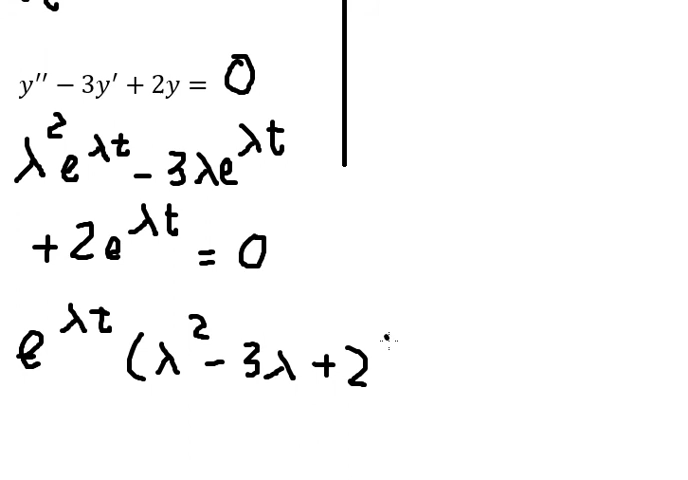 y'' − 3y' + 2y = 0
λ²e^λt - 3λe^λt
+ 2e^λt = 0
e^λt (λ² - 3λ + 2